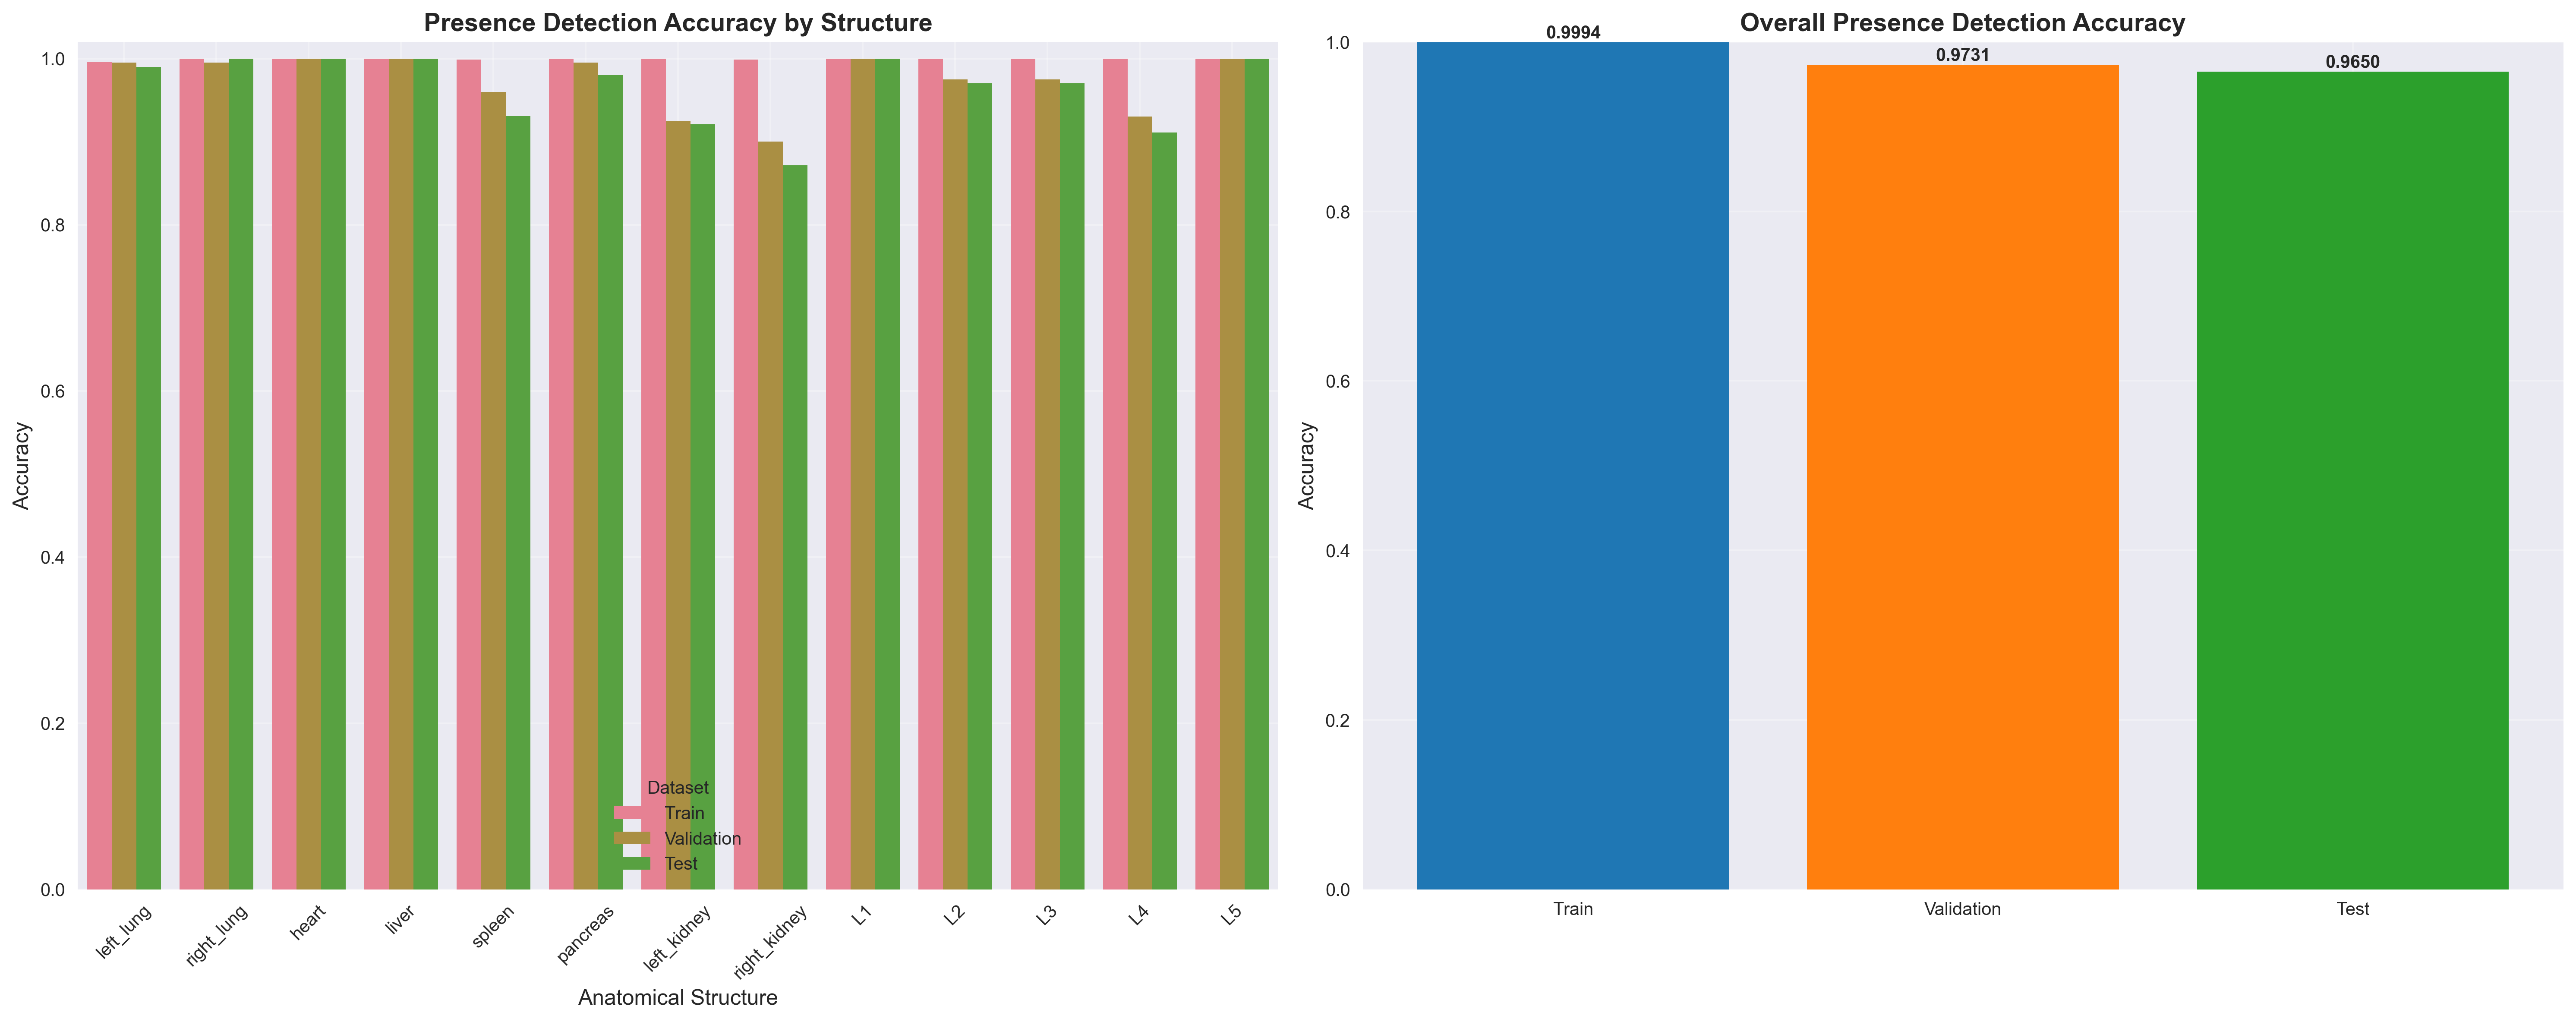 Presence Detection Accuracy by Structure
Accuracy
1.0
0.8
0.6
0.4
0.2
0.0
Dataset
Train
Validation
Test
left_lung
right_lung
heart
liver
spleen
pancreas
left_kidney
right_kidney
L1
L2
L3
L4
L5
Anatomical Structure
Overall Presence Detection Accuracy
Accuracy
1.0
0.8
0.6
0.4
0.2
0.0
0.9994
0.9731
0.9650
Train
Validation
Test